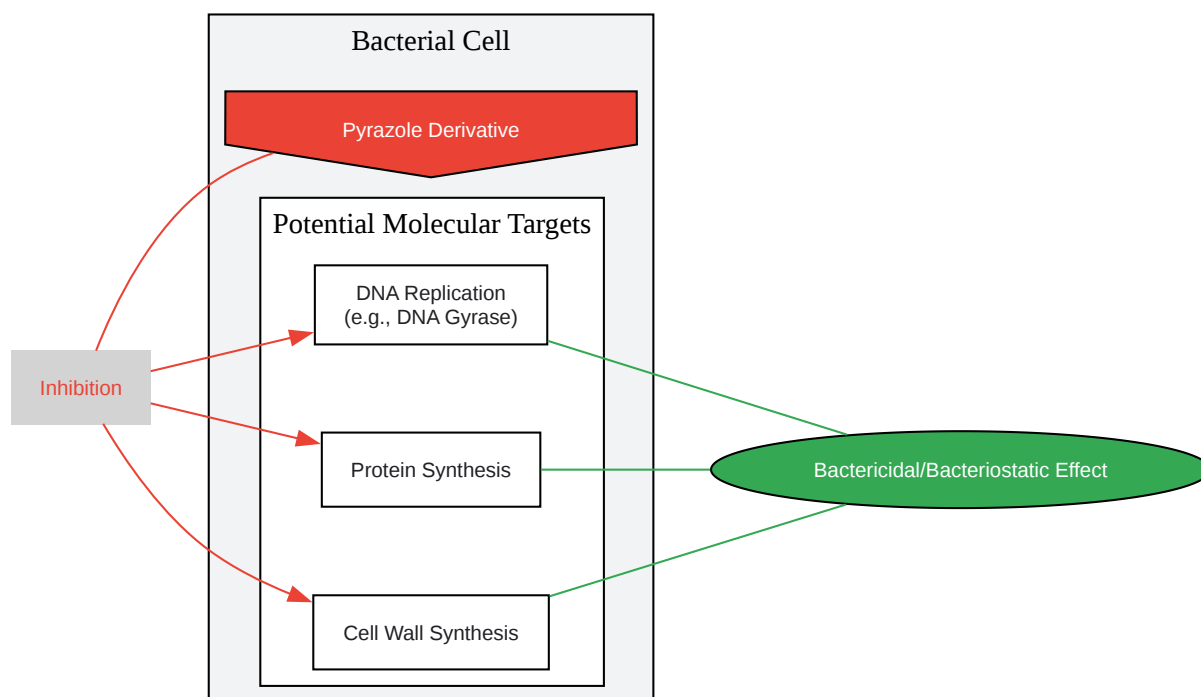 Bacterial Cell
Pyrazole Derivative
Potential Molecular Targets
DNA Replication
(e.g., DNA Gyrase)
Inhibition
Protein Synthesis
Bactericidal/Bacteriostatic Effect
Cell Wall Synthesis